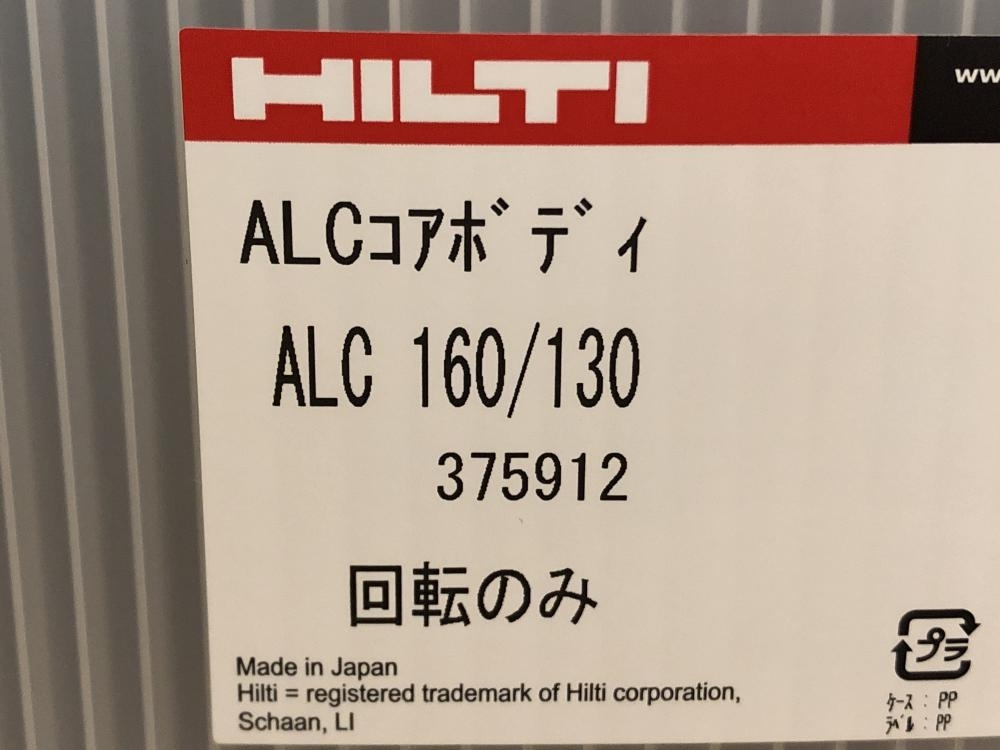 HILTI
ww
ALCｺｱﾎﾞﾃﾞｨ
ALC 160/130
375912
回転のみ
Made in Japan
Hilti = registered trademark of Hilti corporation,
Schaan, LI
プラ
ｹｰｽ : PP
ﾗﾍﾞﾙ : PP